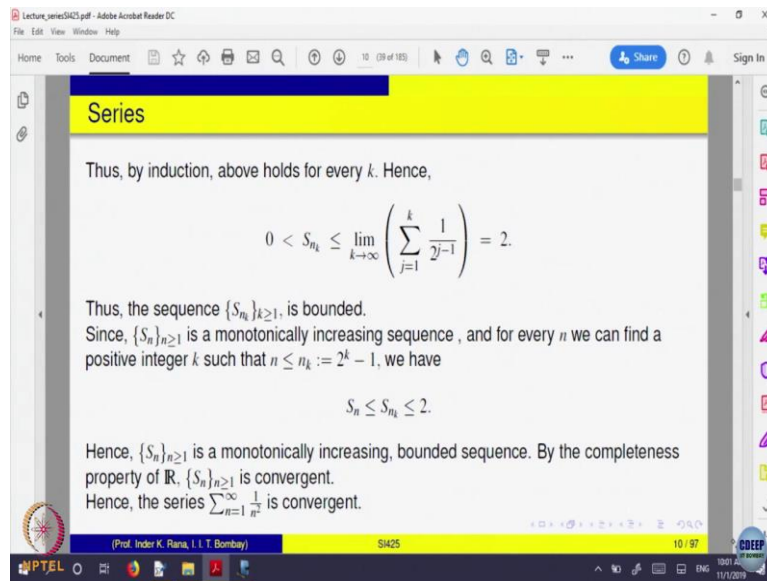 Lecture_seriesSI425.pdf - Adobe Acrobat Reader DC
File Edit View Window Help
Home Tools Document 10 (39 of 185) Share Sign In
Series
Thus, by induction, above holds for every k. Hence,
0 < S_{n_k} ≤ lim_{k→∞} ( ∑_{j=1}^{k} 1/2^{j−1} ) = 2.
Thus, the sequence {S_{n_k}}_{k≥1}, is bounded.
Since, {S_n}_{n≥1} is a monotonically increasing sequence , and for every n we can find a
positive integer k such that n ≤ n_k := 2^k − 1, we have
S_n ≤ S_{n_k} ≤ 2.
Hence, {S_n}_{n≥1} is a monotonically increasing, bounded sequence. By the completeness
property of ℝ, {S_n}_{n≥1} is convergent.
Hence, the series ∑_{n=1}^{∞} 1/n² is convergent.
(Prof. Inder K. Rana, I. I. T. Bombay) SI425 10 / 97
NPTEL
CDEEP
IIT BOMBAY
ENG
11/1/2019